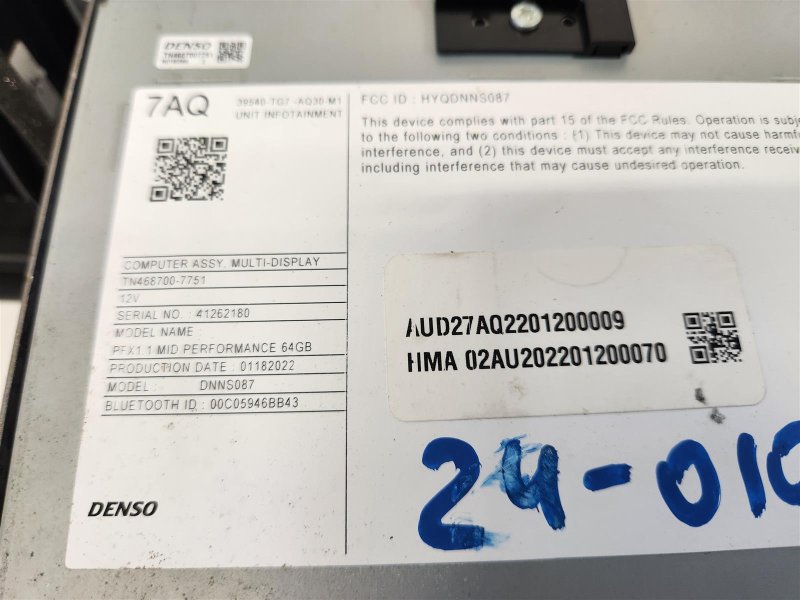 DENSO
TN468700-7751
7AQ
39540-TG7 -AQ30-M1
UNIT INFOTAINMENT
FCC ID : HYQDNNS087
This device complies with part 15 of the FCC Rules. Operation is subje
to the following two conditions : (1) This device may not cause harmfu
interference, and (2) this device must accept any interference receiv
including interference that may cause undesired operation.
COMPUTER ASSY. MULTI-DISPLAY
TN468700-7751
12V
SERIAL NO. : 41262180
MODEL NAME :
PFX1.1 MID PERFORMANCE 64GB
PRODUCTION DATE : 01182022
MODEL : DNNS087
BLUETOOTH ID : 00C05946BB43
DENSO
AUD27AQ2201200009
HMA 02AU202201200070
24-010